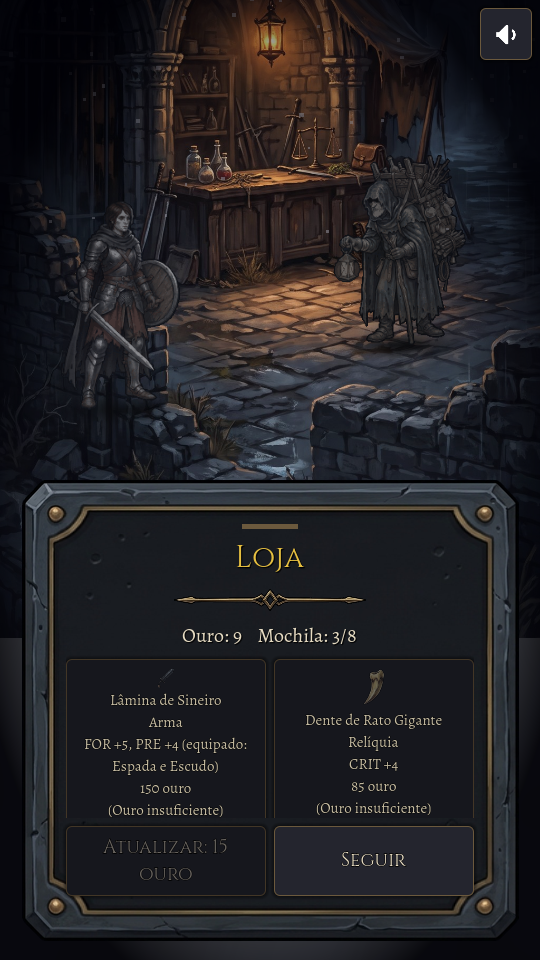 Loja
Ouro: 9 Mochila: 3/8
Lâmina de Sineiro
Arma
FOR +5, PRE +4 (equipado:
Espada e Escudo)
150 ouro
(Ouro insuficiente)
Dente de Rato Gigante
Relíquia
CRIT +4
85 ouro
(Ouro insuficiente)
Atualizar: 15
ouro
Seguir